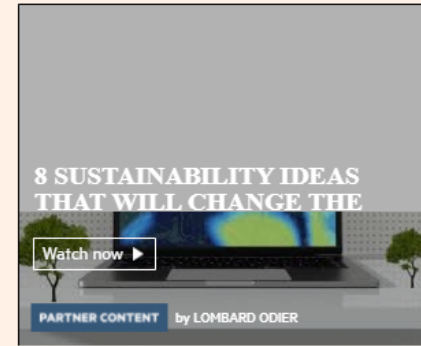 8 SUSTAINABILITY IDEAS
THAT WILL CHANGE THE
Watch now
PARTNER CONTENT by LOMBARD ODIER